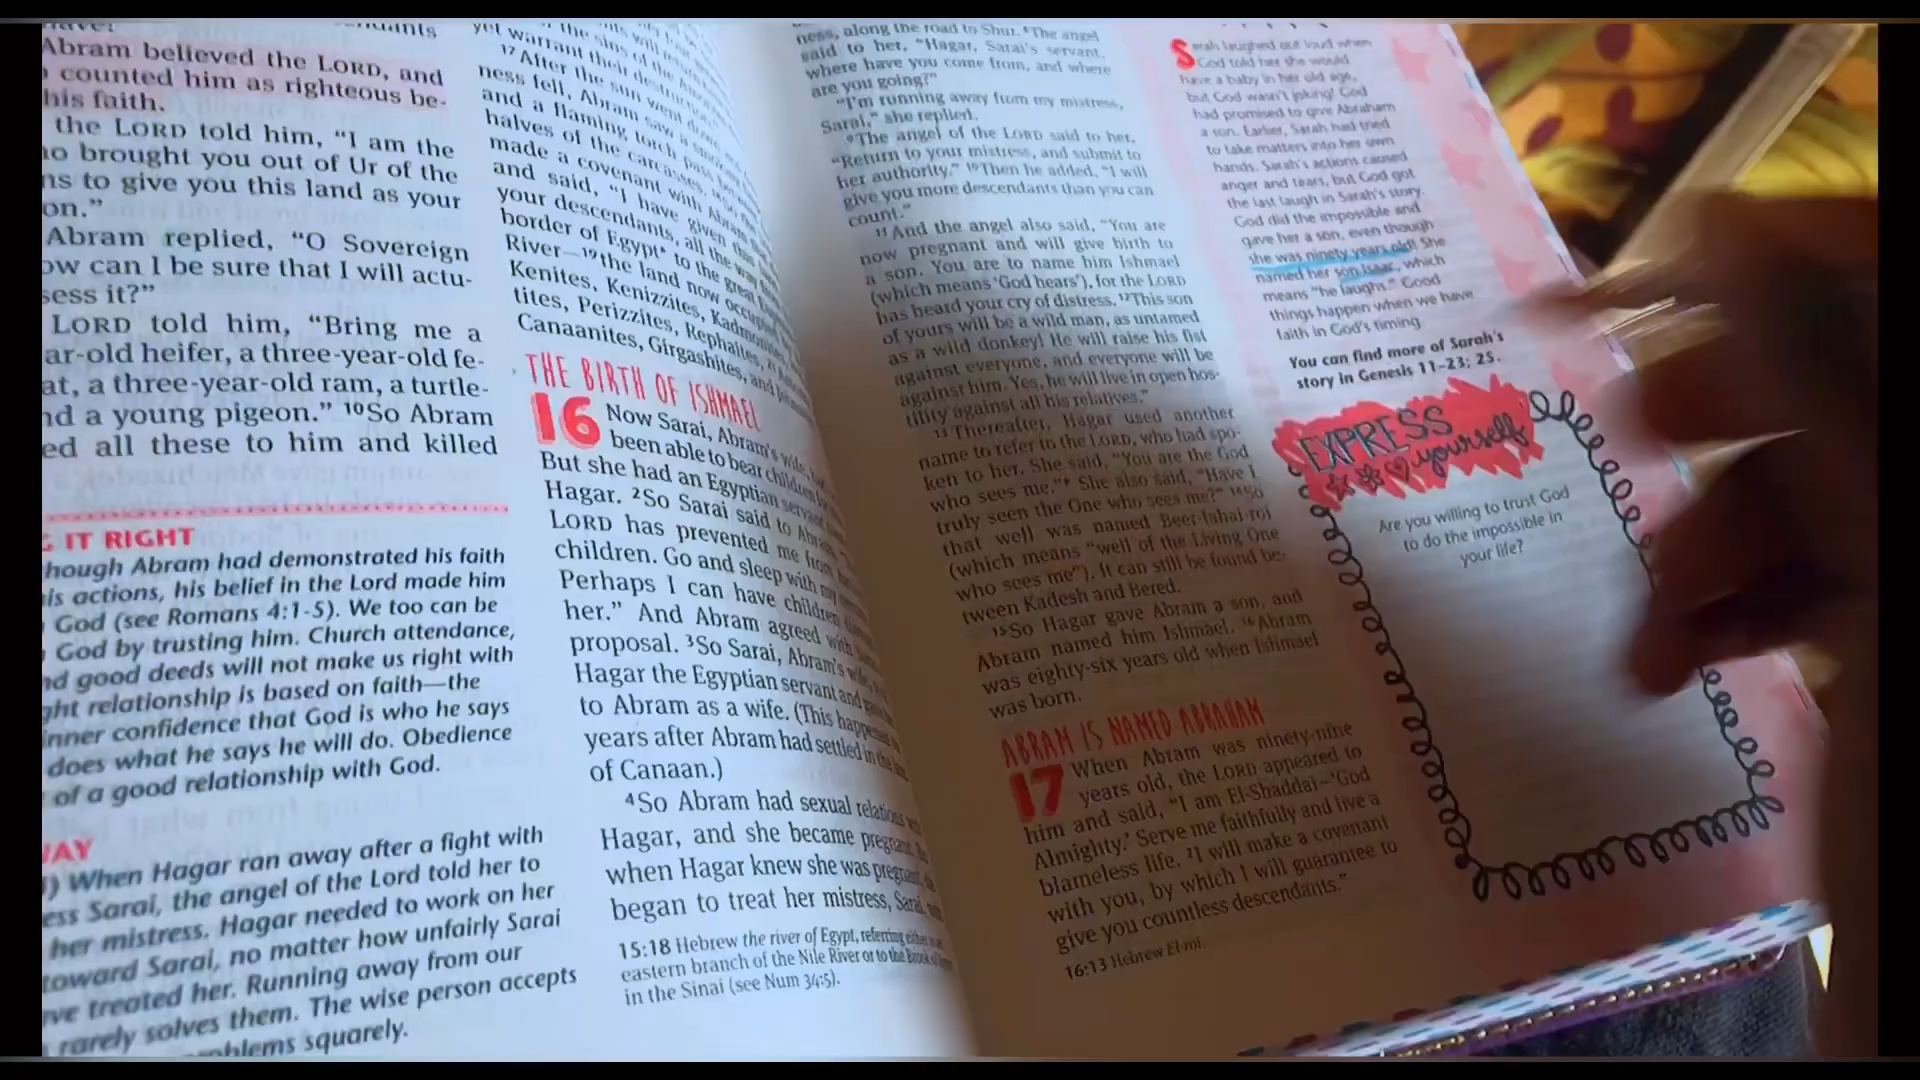 Abram believed the LORD, and
counted him as righteous be-
his faith.
the LORD told him, “I am the
brought you out of Ur of the
to give you this land as your
Abram replied, “O Sovereign
how can I be sure that I will actu-
it?”
LORD told him, “Bring me a
heifer, a three-year-old fe-
a three-year-old ram, a turtle-
and a young pigeon.” 10So Abram
all these to him and killed
IT RIGHT
though Abram had demonstrated his faith
actions, his belief in the Lord made him
God (see Romans 4:1-5). We too can be
God by trusting him. Church attendance,
good deeds will not make us right with
relationship is based on faith—the
inner confidence that God is who he says
does what he says he will do. Obedience
of a good relationship with God.
When Hagar ran away after a fight with
Sarai, the angel of the Lord told her to
her mistress. Hagar needed to work on her
toward Sarai, no matter how unfairly Sarai
treated her. Running away from our
rarely solves them. The wise person accepts
squarely.
yet warrant their
17After the sun went down
ness fell, Abram saw a
and a flaming torch pass
halves of the carcasses.
made a covenant with Abram
and said, “I have given this
your descendants, all the way
border of Egypt* to the great
River—19the land now occupied
Kenites, Kenizzites,
tites, Perizzites, Rephaites,
Canaanites, Girgashites, and
THE BIRTH OF ISHMAEL
16 Now Sarai, Abram’s wife,
been able to bear children
But she had an Egyptian servant
Hagar. 2So Sarai said to Abram,
LORD has prevented me from
children. Go and sleep with my
Perhaps I can have children
her.” And Abram agreed with
proposal. 3So Sarai, Abram’s
Hagar the Egyptian servant and
to Abram as a wife. (This happened
years after Abram had settled in the
of Canaan.)
4So Abram had sexual relations
Hagar, and she became pregnant.
when Hagar knew she was pregnant,
began to treat her mistress, Sarai,
15:18 Hebrew the river of Egypt, referring
eastern branch of the Nile River or to the Brook
in the Sinai (see Num 34:5).
ness, along the road to Shur. 8The angel
said to her, “Hagar, Sarai’s servant,
where have you come from, and where
are you going?”
“I’m running away from my mistress,
Sarai,” she replied.
9The angel of the LORD said to her,
“Return to your mistress, and submit to
her authority.” 10Then he added, “I will
give you more descendants than you can
count.”
11And the angel also said, “You are
now pregnant and will give birth to
a son. You are to name him Ishmael
(which means ‘God hears’), for the LORD
has heard your cry of distress. 12This son
of yours will be a wild man, as untamed
as a wild donkey! He will raise his fist
against everyone, and everyone will be
against him. Yes, he will live in open hos-
tility against all his relatives.”
13Thereafter, Hagar used another
name to refer to the LORD, who had spo-
ken to her. She said, “You are the God
who sees me.”* She also said, “Have I
truly seen the One who sees me?” 14So
that well was named Beer-lahai-roi
(which means “well of the Living One
who sees me”). It can still be found be-
tween Kadesh and Bered.
15So Hagar gave Abram a son, and
Abram named him Ishmael. 16Abram
was eighty-six years old when Ishmael
was born.
ABRAM IS NAMED ABRAHAM
17 When Abram was ninety-nine
years old, the LORD appeared to
him and said, “I am El-Shaddai—‘God
Almighty.’ Serve me faithfully and live a
blameless life. 2I will make a covenant
with you, by which I will guarantee to
give you countless descendants.”
16:13 Hebrew El-roi.
Sarah laughed out loud when
God told her she would
have a baby in her old age,
but God wasn’t joking! God
had promised to give Abraham
a son. Earlier, Sarah had tried
to take matters into her own
hands. Sarah’s actions caused
anger and tears, but God got
the last laugh in Sarah’s story.
God did the impossible and
gave her a son, even though
she was ninety years old! She
named her son Isaac, which
means “he laughs.” Good
things happen when we have
faith in God’s timing.
You can find more of Sarah’s
story in Genesis 11–23; 25.
EXPRESS
yourself
Are you willing to trust God
to do the impossible in
your life?